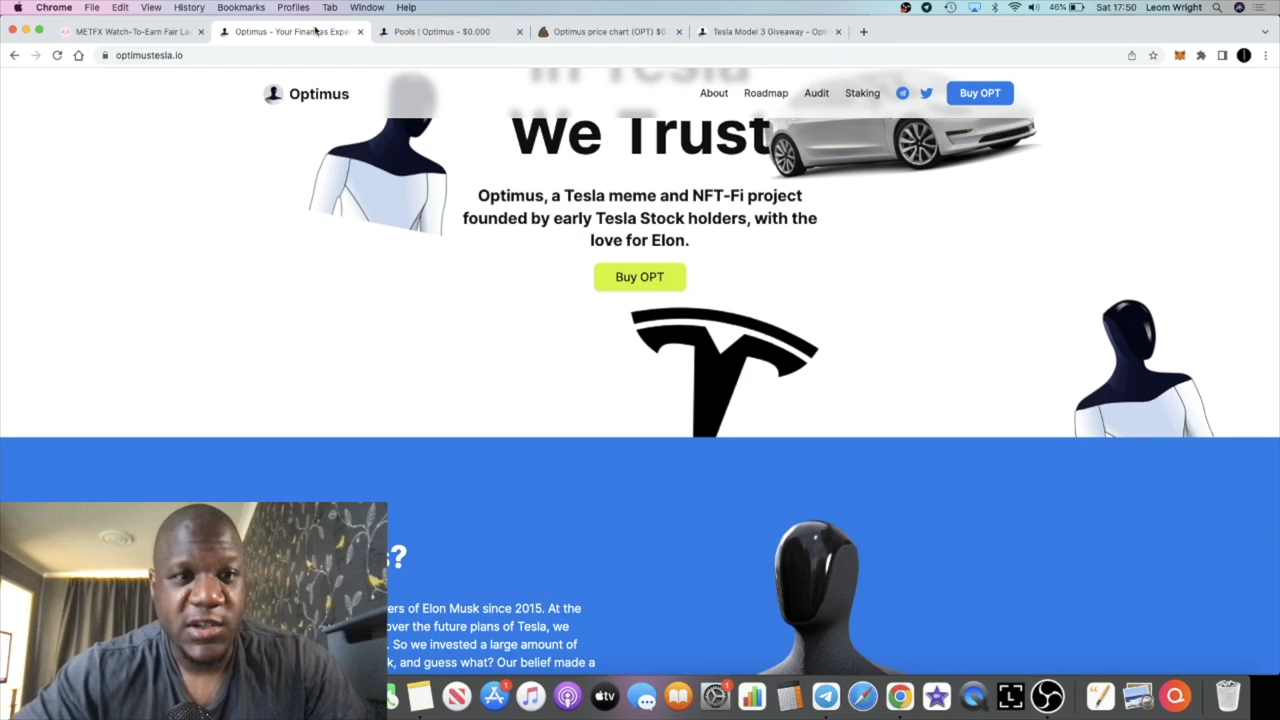 Chrome File Edit View History Bookmarks Profiles Tab Window Help 46% Sat 17:50 Leom Wright
METFX Watch-To-Earn Fair La Optimus - Your Finances Expe Pools | Optimus - $0.000 Optimus price chart (OPT) $0. Tesla Model 3 Giveaway - Opti
optimustesla.io
Optimus About Roadmap Audit Staking Buy OPT
In Tesla
We Trust
Optimus, a Tesla meme and NFT-Fi project
founded by early Tesla Stock holders, with the
love for Elon.
Buy OPT
s?
ers of Elon Musk since 2015. At the
over the future plans of Tesla, we
. So we invested a large amount of
k, and guess what? Our belief made a
tv
1
1